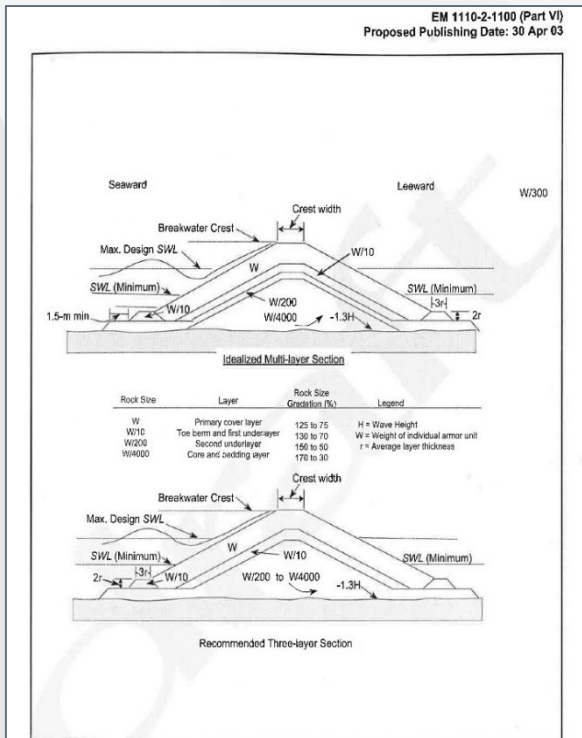 EM 1110-2-1100 (Part VI)
Proposed Publishing Date: 30 Apr 03
Seaward
Leeward
W/300
Crest width
Breakwater Crest
Max. Design SWL
W/10
W
SWL (Minimum)
SWL (Minimum)
1.5-m min
W/10
W/200
W/4000
-1.3H
3r
2r
Idealized Multi-layer Section
Rock Size Layer Rock Size Gradation (%) Legend
W Primary cover layer 125 to 75 H = Wave Height
W/10 Toe berm and first underlayer 130 to 70 W = Weight of individual armor unit
W/200 Second underlayer 150 to 50 r = Average layer thickness
W/4000 Core and bedding layer 170 to 30
Crest width
Breakwater Crest
Max. Design SWL
W
SWL (Minimum)
W/10
SWL (Minimum)
3r
2r
W/10
W/200 to W4000
-1.3H
2r
Recommended Three-layer Section
Draft